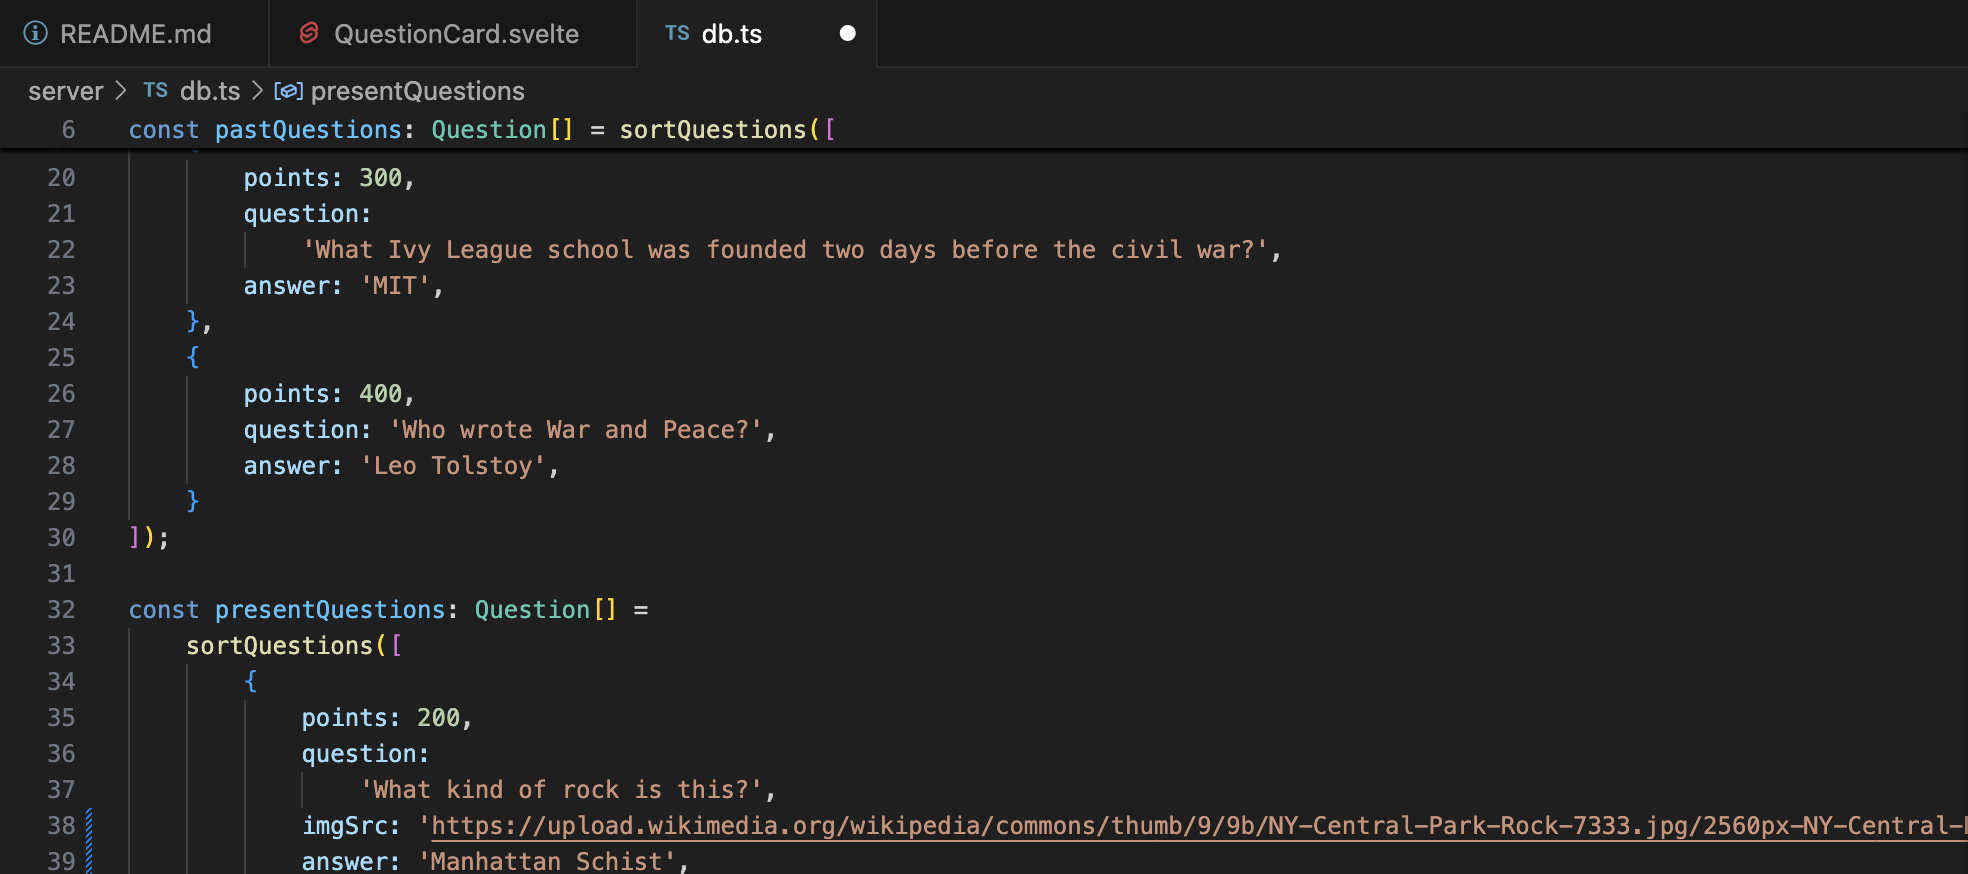 README.md QuestionCard.svelte TS db.ts
server > TS db.ts > presentQuestions
6 const pastQuestions: Question[] = sortQuestions([
20 points: 300,
21 question:
22 'What Ivy League school was founded two days before the civil war?',
23 answer: 'MIT',
24 },
25 {
26 points: 400,
27 question: 'Who wrote War and Peace?',
28 answer: 'Leo Tolstoy',
29 }
30 ]);
31
32 const presentQuestions: Question[] =
33 sortQuestions([
34 {
35 points: 200,
36 question:
37 'What kind of rock is this?',
38 imgSrc: 'https://upload.wikimedia.org/wikipedia/commons/thumb/9/9b/NY-Central-Park-Rock-7333.jpg/2560px-NY-Central-
39 answer: 'Manhattan Schist',